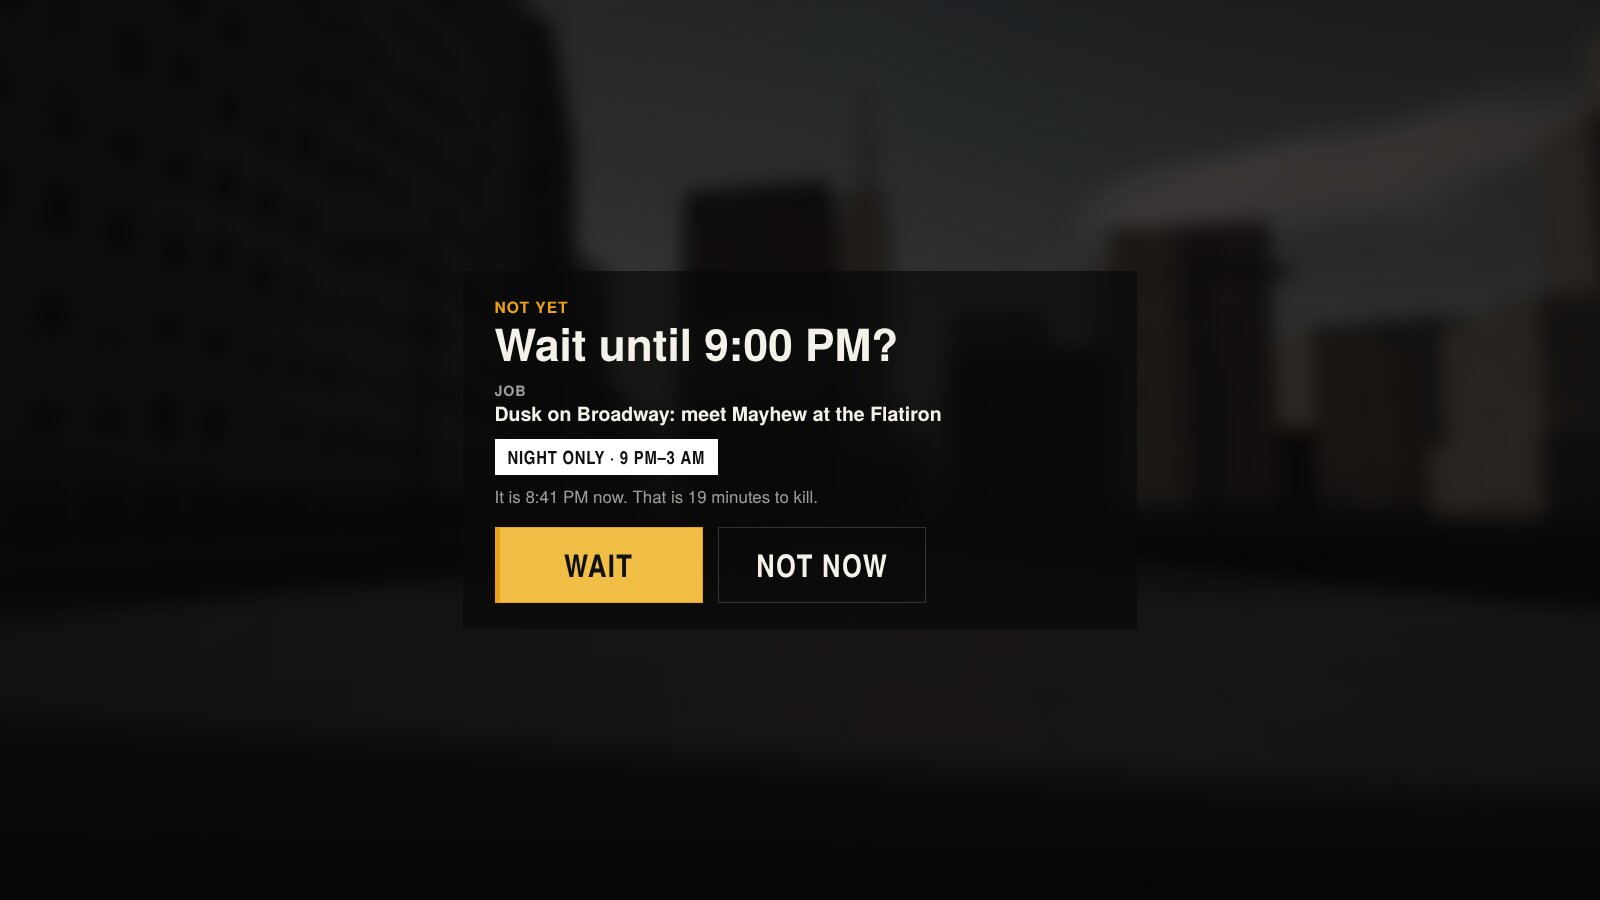 NOT YET
Wait until 9:00 PM?
JOB
Dusk on Broadway: meet Mayhew at the Flatiron
NIGHT ONLY · 9 PM–3 AM
It is 8:41 PM now. That is 19 minutes to kill.
WAIT
NOT NOW